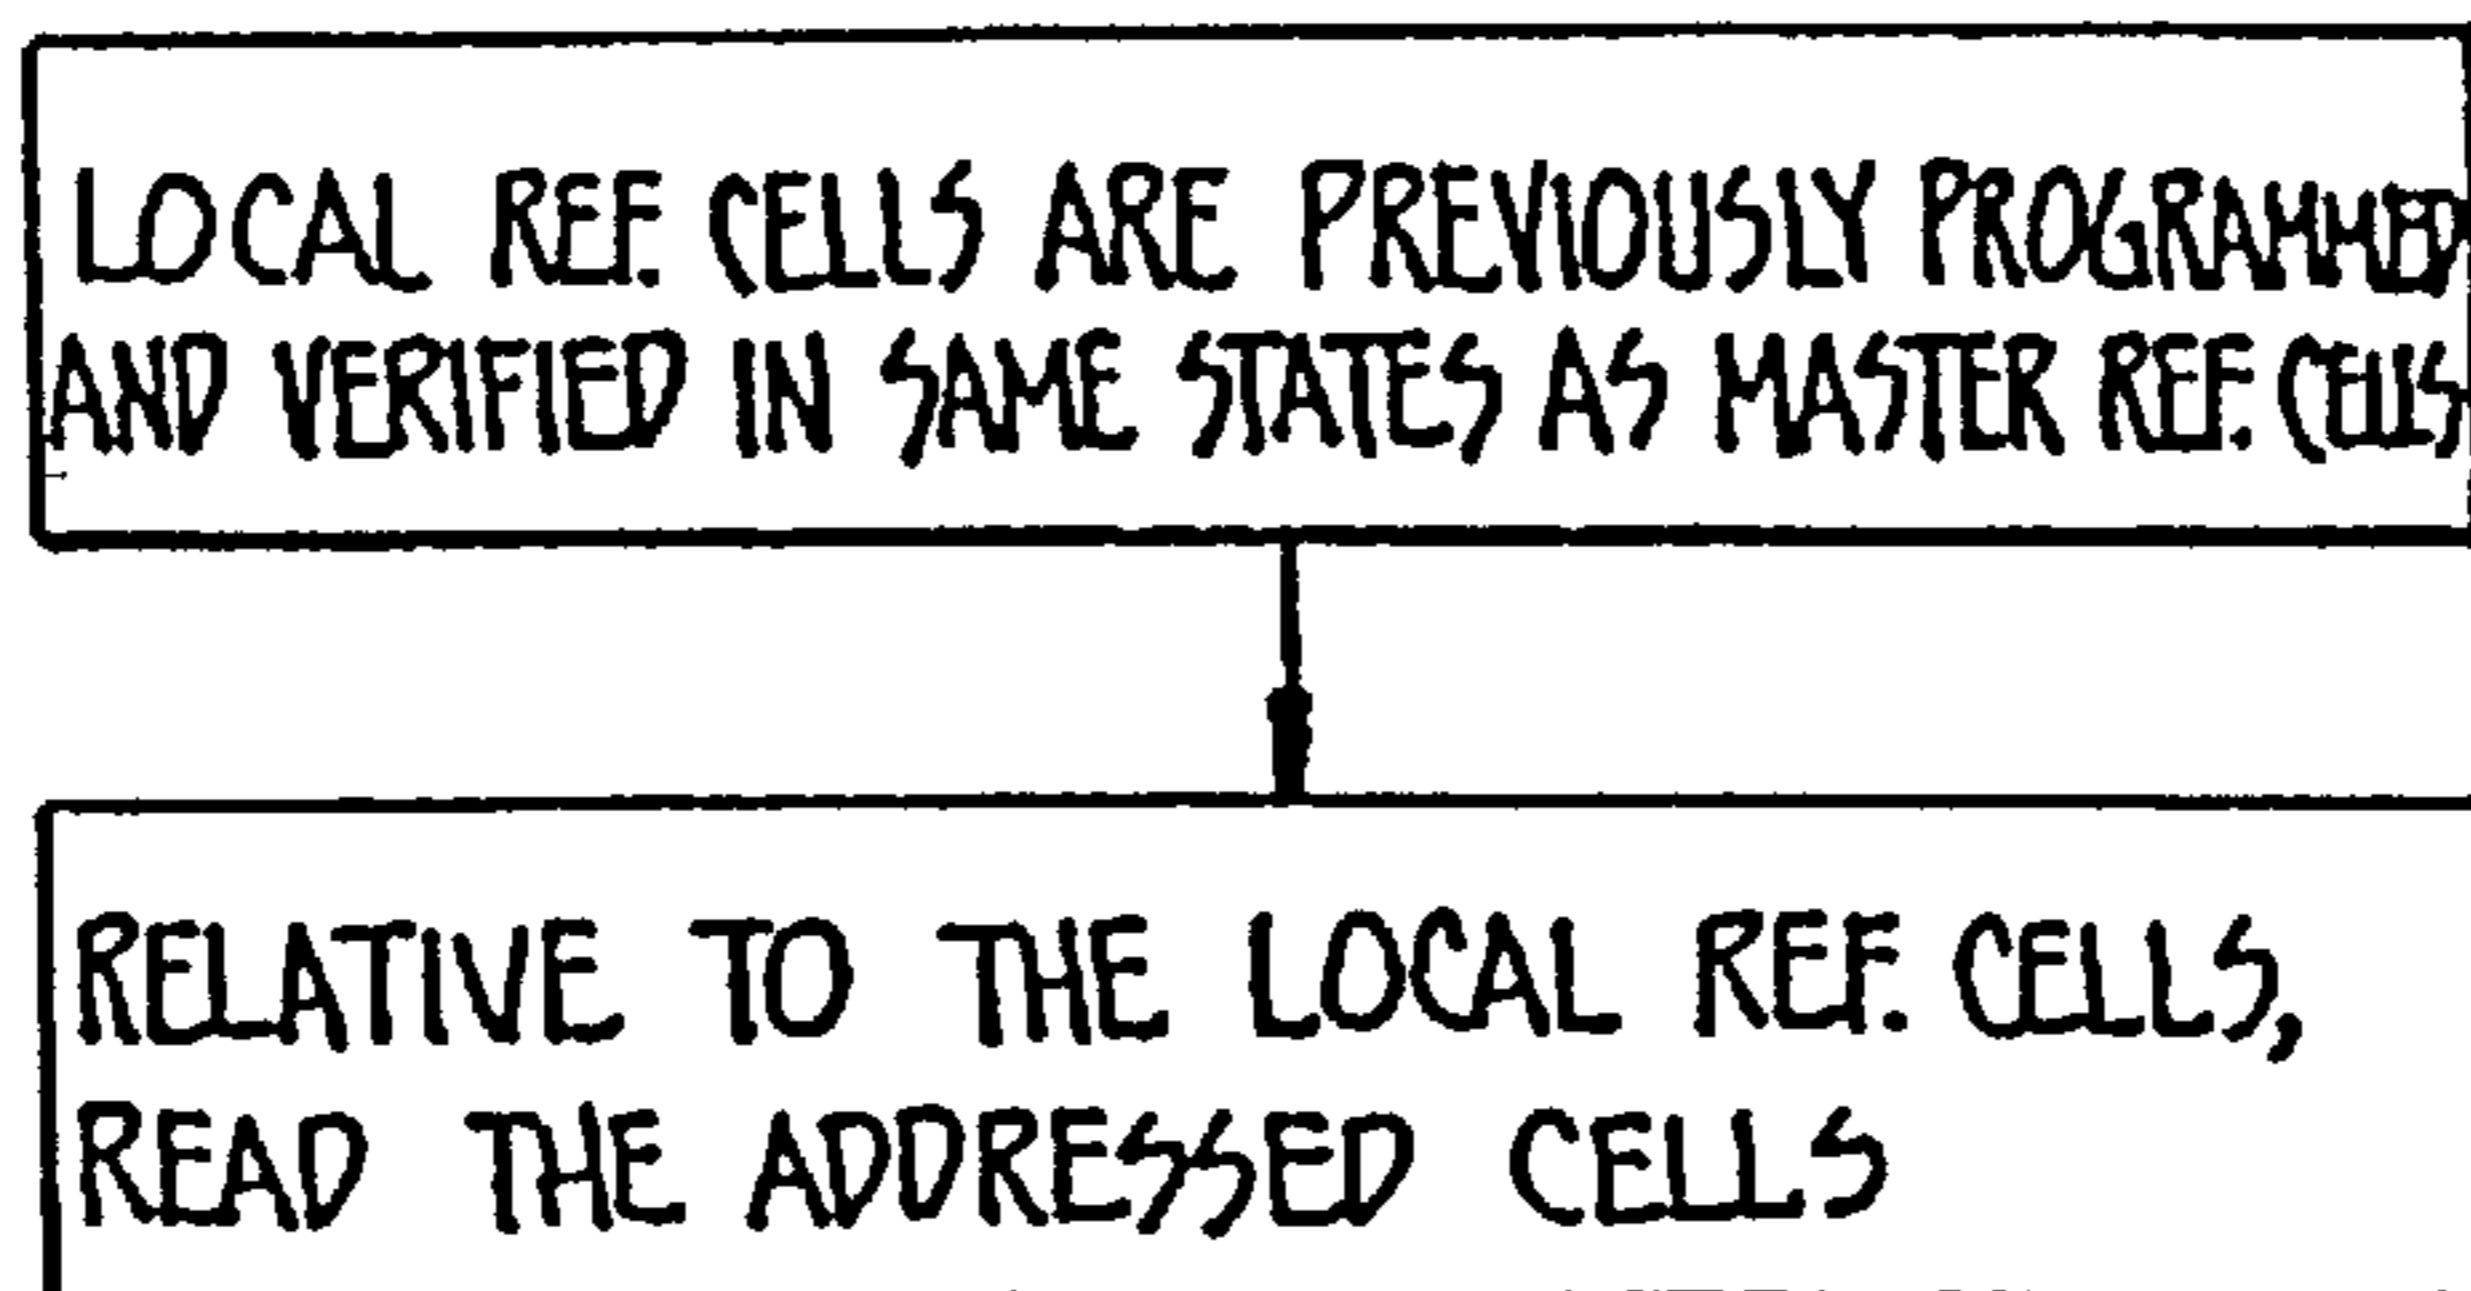 LOCAL REF. CELLS ARE PREVIOUSLY PROGRAMMED
AND VERIFIED IN SAME STATES AS MASTER REF. CELLS
RELATIVE TO THE LOCAL REF. CELLS,
READ THE ADDRESSED CELLS